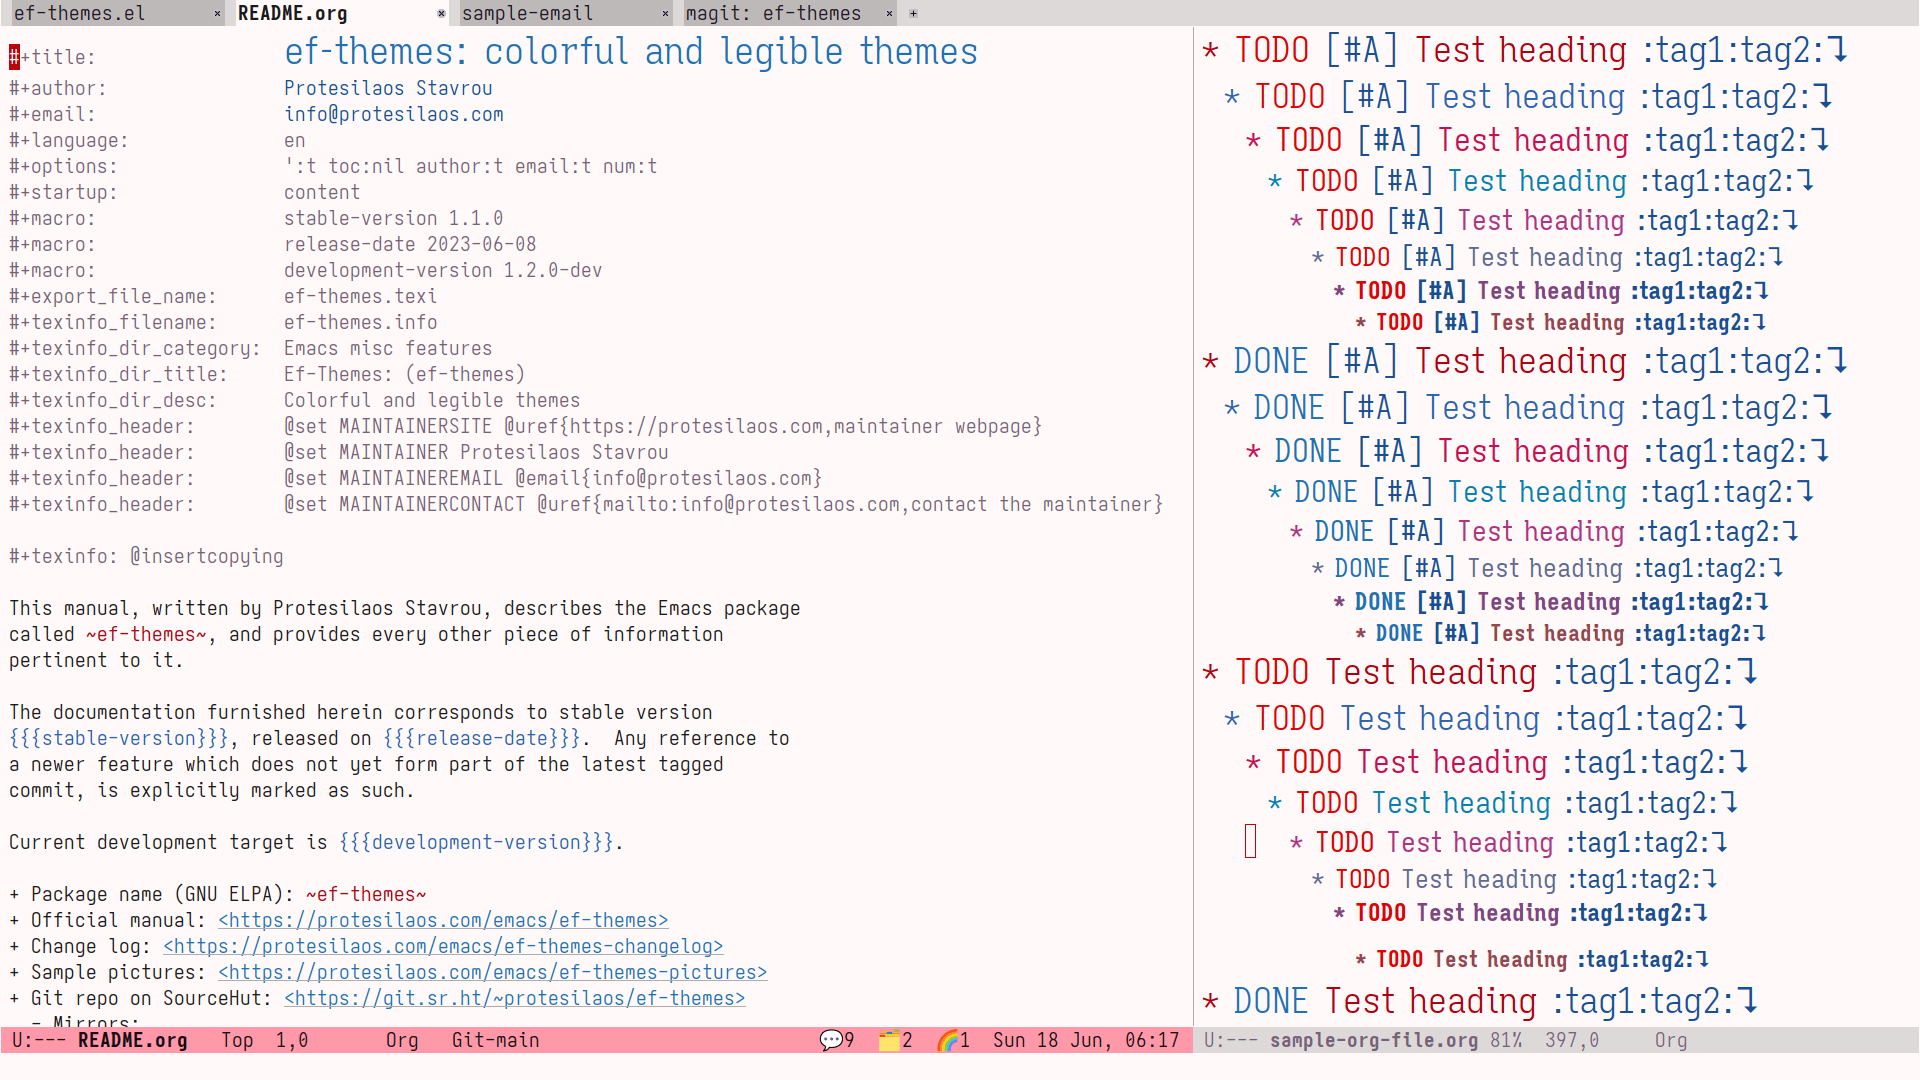 ef-themes.el × README.org × sample-email × magit: ef-themes × +
#+title: ef-themes: colorful and legible themes
#+author: Protesilaos Stavrou
#+email: info@protesilaos.com
#+language: en
#+options: ':t toc:nil author:t email:t num:t
#+startup: content
#+macro: stable-version 1.1.0
#+macro: release-date 2023-06-08
#+macro: development-version 1.2.0-dev
#+export_file_name: ef-themes.texi
#+texinfo_filename: ef-themes.info
#+texinfo_dir_category: Emacs misc features
#+texinfo_dir_title: Ef-Themes: (ef-themes)
#+texinfo_dir_desc: Colorful and legible themes
#+texinfo_header: @set MAINTAINERSITE @uref{https://protesilaos.com,maintainer webpage}
#+texinfo_header: @set MAINTAINER Protesilaos Stavrou
#+texinfo_header: @set MAINTAINEREMAIL @email{info@protesilaos.com}
#+texinfo_header: @set MAINTAINERCONTACT @uref{mailto:info@protesilaos.com,contact the maintainer}
#+texinfo: @insertcopying
This manual, written by Protesilaos Stavrou, describes the Emacs package
called ~ef-themes~, and provides every other piece of information
pertinent to it.
The documentation furnished herein corresponds to stable version
{{{stable-version}}}, released on {{{release-date}}}.  Any reference to
a newer feature which does not yet form part of the latest tagged
commit, is explicitly marked as such.
Current development target is {{{development-version}}}.
+ Package name (GNU ELPA): ~ef-themes~
+ Official manual: <https://protesilaos.com/emacs/ef-themes>
+ Change log: <https://protesilaos.com/emacs/ef-themes-changelog>
+ Sample pictures: <https://protesilaos.com/emacs/ef-themes-pictures>
+ Git repo on SourceHut: <https://git.sr.ht/~protesilaos/ef-themes>
- Mirrors:
U:--- README.org Top 1,0 Org Git-main 💬9 🗂️2 🌈1 Sun 18 Jun, 06:17
* TODO [#A] Test heading :tag1:tag2:⤵
* TODO [#A] Test heading :tag1:tag2:⤵
* TODO [#A] Test heading :tag1:tag2:⤵
* TODO [#A] Test heading :tag1:tag2:⤵
* TODO [#A] Test heading :tag1:tag2:⤵
* TODO [#A] Test heading :tag1:tag2:⤵
* TODO [#A] Test heading :tag1:tag2:⤵
* TODO [#A] Test heading :tag1:tag2:⤵
* DONE [#A] Test heading :tag1:tag2:⤵
* DONE [#A] Test heading :tag1:tag2:⤵
* DONE [#A] Test heading :tag1:tag2:⤵
* DONE [#A] Test heading :tag1:tag2:⤵
* DONE [#A] Test heading :tag1:tag2:⤵
* DONE [#A] Test heading :tag1:tag2:⤵
* DONE [#A] Test heading :tag1:tag2:⤵
* DONE [#A] Test heading :tag1:tag2:⤵
* TODO Test heading :tag1:tag2:⤵
* TODO Test heading :tag1:tag2:⤵
* TODO Test heading :tag1:tag2:⤵
* TODO Test heading :tag1:tag2:⤵
* TODO Test heading :tag1:tag2:⤵
* TODO Test heading :tag1:tag2:⤵
* TODO Test heading :tag1:tag2:⤵
* TODO Test heading :tag1:tag2:⤵
* DONE Test heading :tag1:tag2:⤵
U:--- sample-org-file.org 81% 397,0 Org